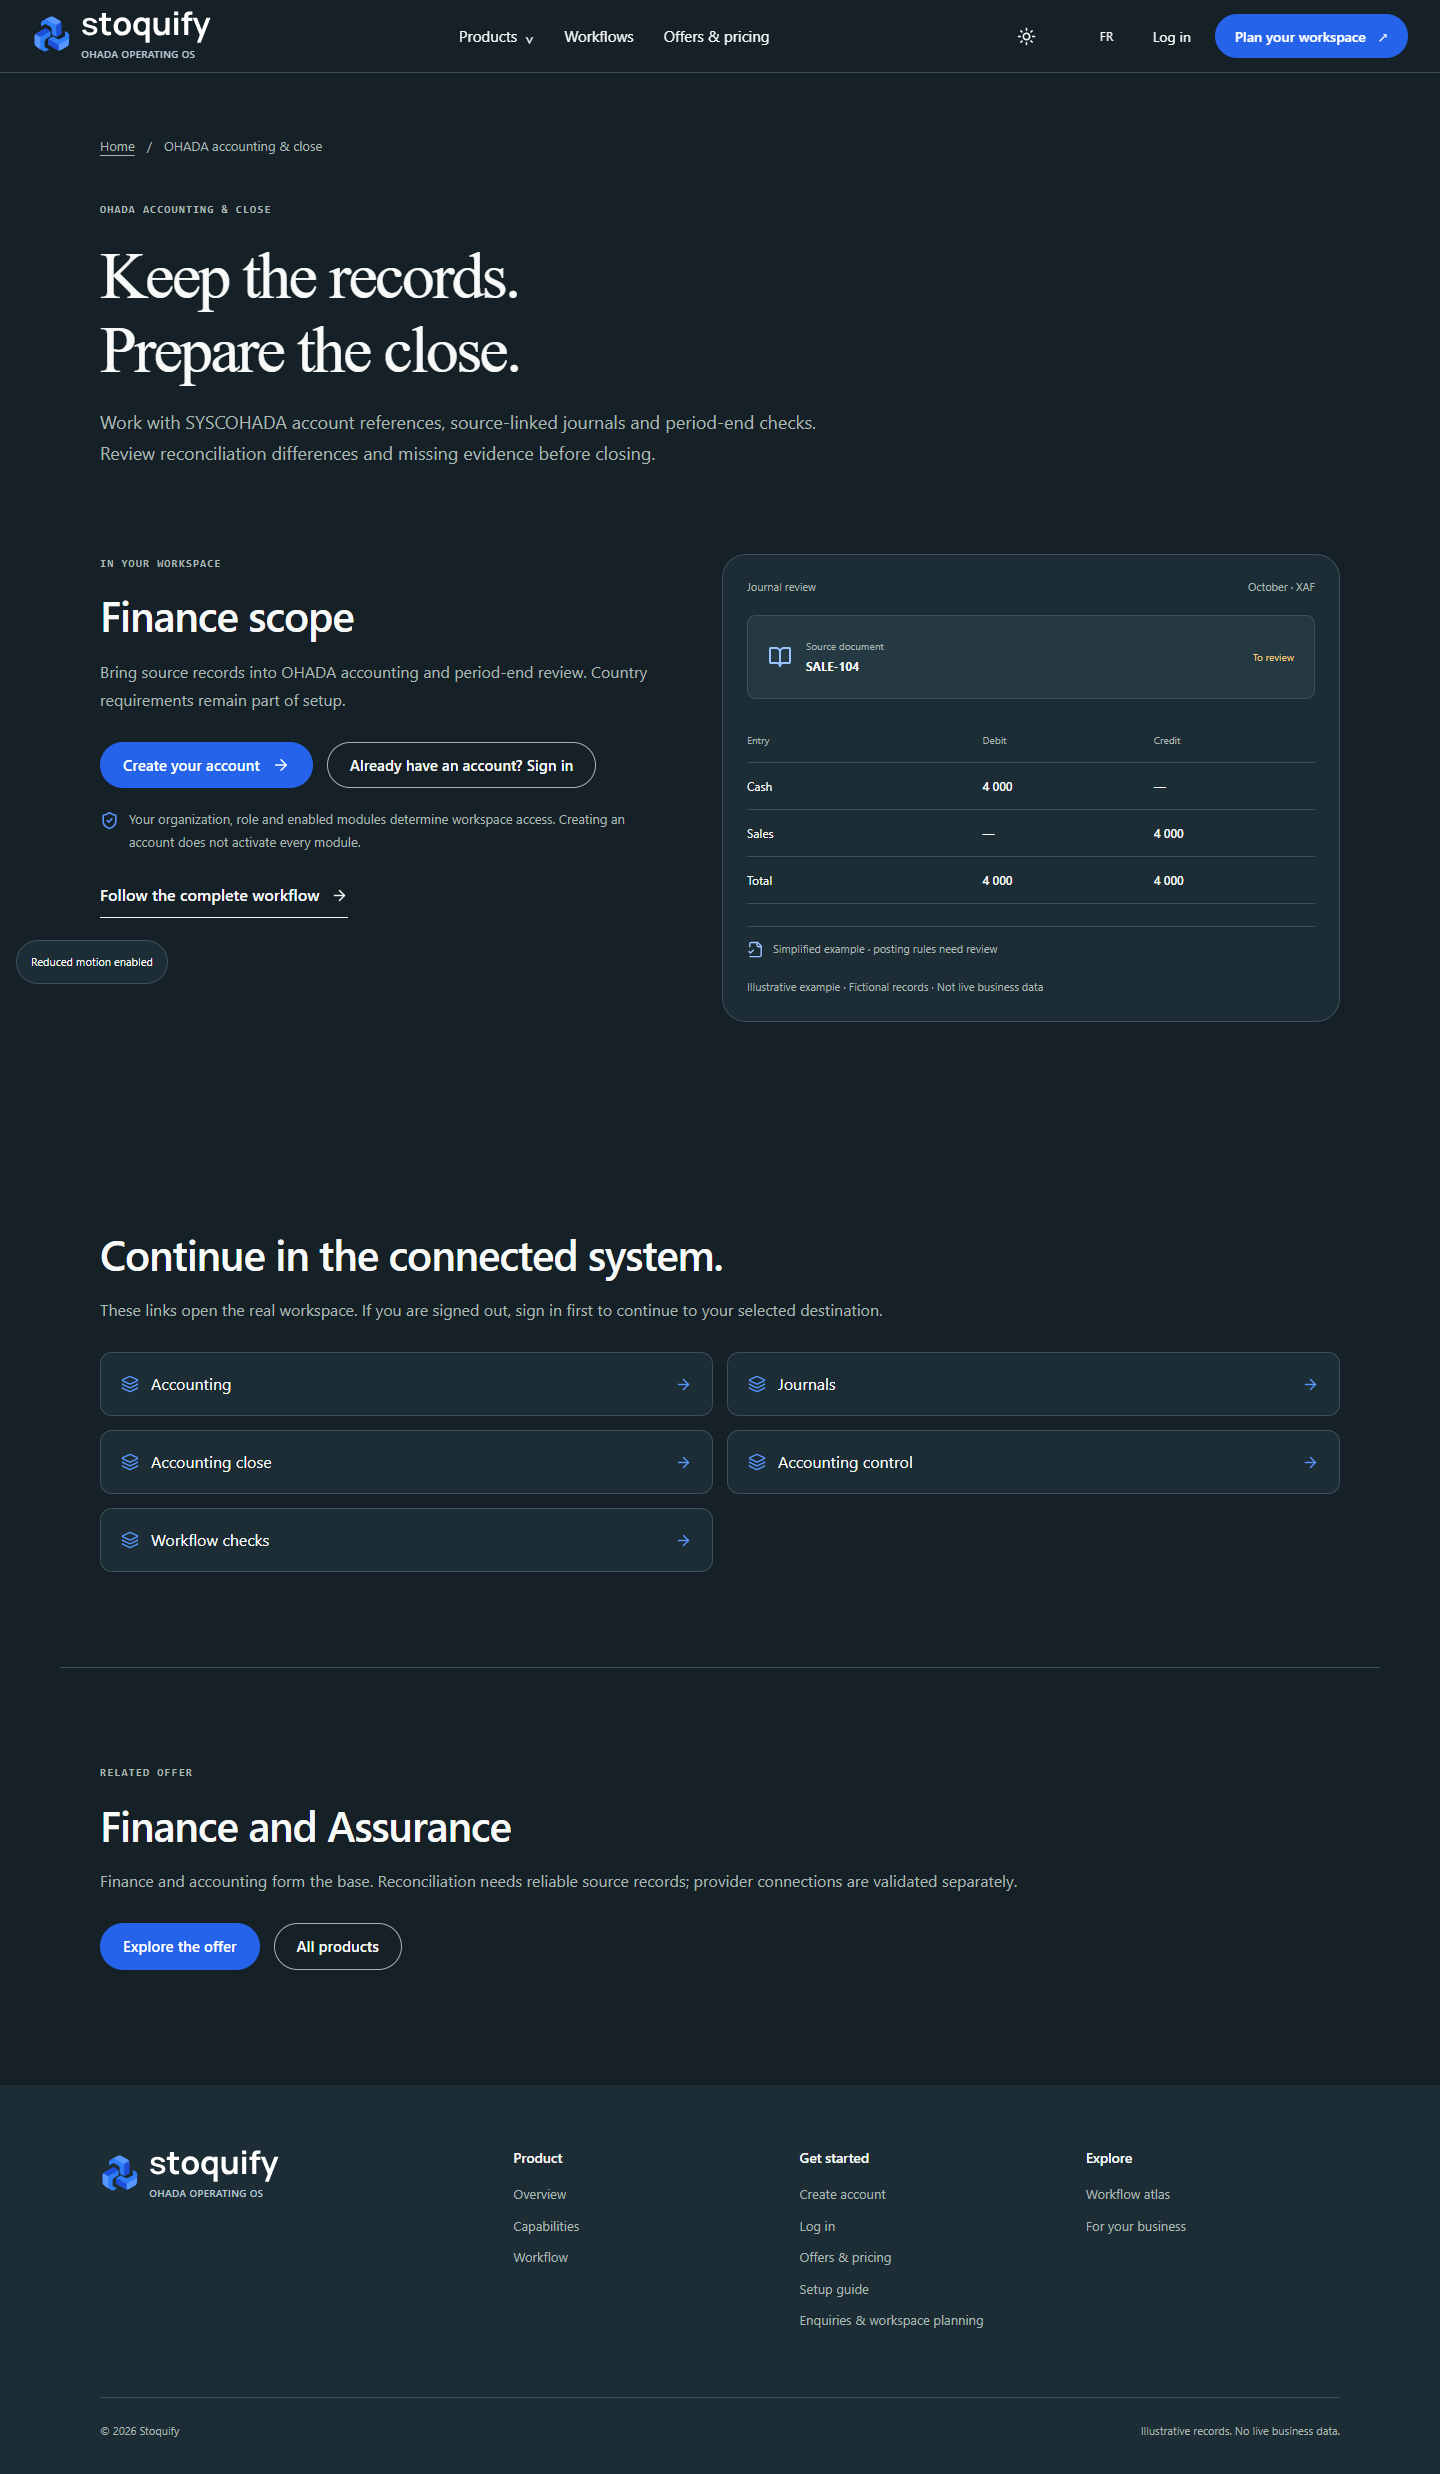 stoquify
OHADA OPERATING OS
Products
Workflows
Offers & pricing
FR
Log in
Plan your workspace ↗
Home / OHADA accounting & close
OHADA ACCOUNTING & CLOSE
Keep the records.
Prepare the close.
Work with SYSCOHADA account references, source-linked journals and period-end checks.
Review reconciliation differences and missing evidence before closing.
IN YOUR WORKSPACE
Finance scope
Bring source records into OHADA accounting and period-end review. Country
requirements remain part of setup.
Create your account →
Already have an account? Sign in
Your organization, role and enabled modules determine workspace access. Creating an
account does not activate every module.
Follow the complete workflow →
Reduced motion enabled
Journal review
October · XAF
Source document
SALE-104
To review
Entry Debit Credit
Cash 4 000 —
Sales — 4 000
Total 4 000 4 000
Simplified example · posting rules need review
Illustrative example · Fictional records · Not live business data
Continue in the connected system.
These links open the real workspace. If you are signed out, sign in first to continue to your selected destination.
Accounting →
Journals →
Accounting close →
Accounting control →
Workflow checks →
RELATED OFFER
Finance and Assurance
Finance and accounting form the base. Reconciliation needs reliable source records; provider connections are validated separately.
Explore the offer
All products
stoquify
OHADA OPERATING OS
Product
Overview
Capabilities
Workflow
Get started
Create account
Log in
Offers & pricing
Setup guide
Enquiries & workspace planning
Explore
Workflow atlas
For your business
© 2026 Stoquify
Illustrative records. No live business data.